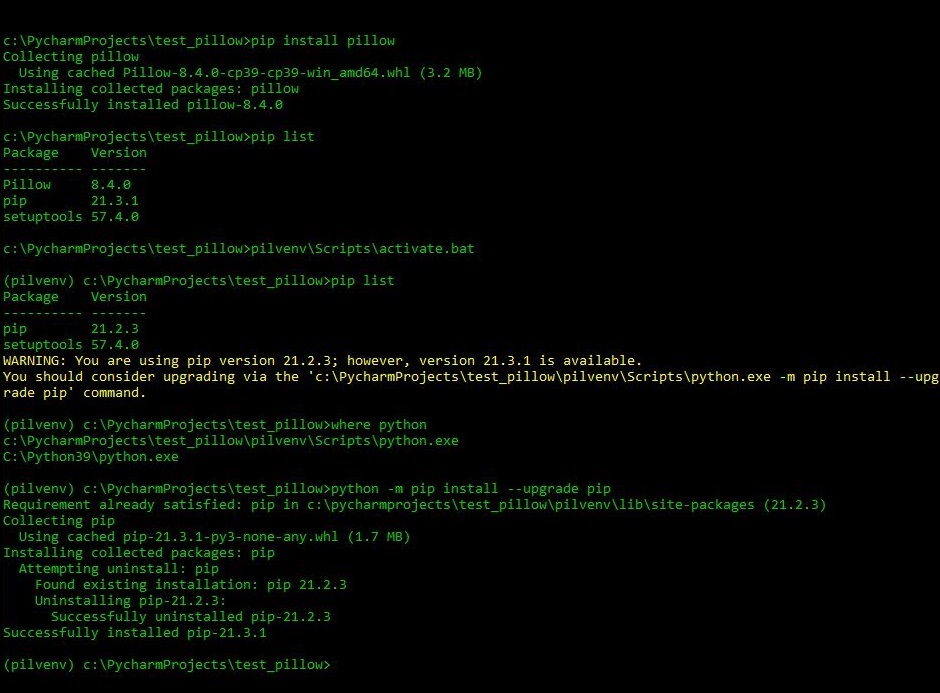 c:\PycharmProjects\test_pillow>pip install pillow
Collecting pillow
  Using cached Pillow-8.4.0-cp39-cp39-win_amd64.whl (3.2 MB)
Installing collected packages: pillow
Successfully installed pillow-8.4.0
c:\PycharmProjects\test_pillow>pip list
Package    Version
---------- -------
Pillow     8.4.0
pip        21.3.1
setuptools 57.4.0
c:\PycharmProjects\test_pillow>pilvenv\Scripts\activate.bat
(pilvenv) c:\PycharmProjects\test_pillow>pip list
Package    Version
---------- -------
pip        21.2.3
setuptools 57.4.0
WARNING: You are using pip version 21.2.3; however, version 21.3.1 is available.
You should consider upgrading via the 'c:\PycharmProjects\test_pillow\pilvenv\Scripts\python.exe -m pip install --upg
rade pip' command.
(pilvenv) c:\PycharmProjects\test_pillow>where python
c:\PycharmProjects\test_pillow\pilvenv\Scripts\python.exe
C:\Python39\python.exe
(pilvenv) c:\PycharmProjects\test_pillow>python -m pip install --upgrade pip
Requirement already satisfied: pip in c:\pycharmprojects\test_pillow\pilvenv\lib\site-packages (21.2.3)
Collecting pip
  Using cached pip-21.3.1-py3-none-any.whl (1.7 MB)
Installing collected packages: pip
  Attempting uninstall: pip
    Found existing installation: pip 21.2.3
    Uninstalling pip-21.2.3:
      Successfully uninstalled pip-21.2.3
Successfully installed pip-21.3.1
(pilvenv) c:\PycharmProjects\test_pillow>